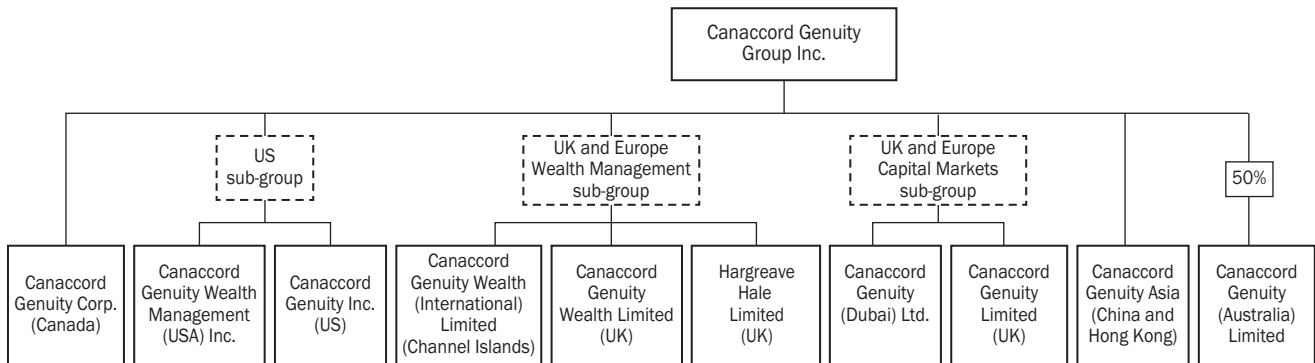 Canaccord Genuity
Group Inc.
US
sub-group
UK and Europe
Wealth Management
sub-group
UK and Europe
Capital Markets
sub-group
50%
Canaccord
Genuity Corp.
(Canada)
Canaccord
Genuity Wealth
Management
(USA) Inc.
Canaccord
Genuity Inc.
(US)
Canaccord
Genuity Wealth
(International)
Limited
(Channel Islands)
Canaccord
Genuity
Wealth Limited
(UK)
Hargreave
Hale
Limited
(UK)
Canaccord
Genuity
(Dubai) Ltd.
Canaccord
Genuity
Limited
(UK)
Canaccord
Genuity Asia
(China and
Hong Kong)
Canaccord
Genuity
(Australia)
Limited